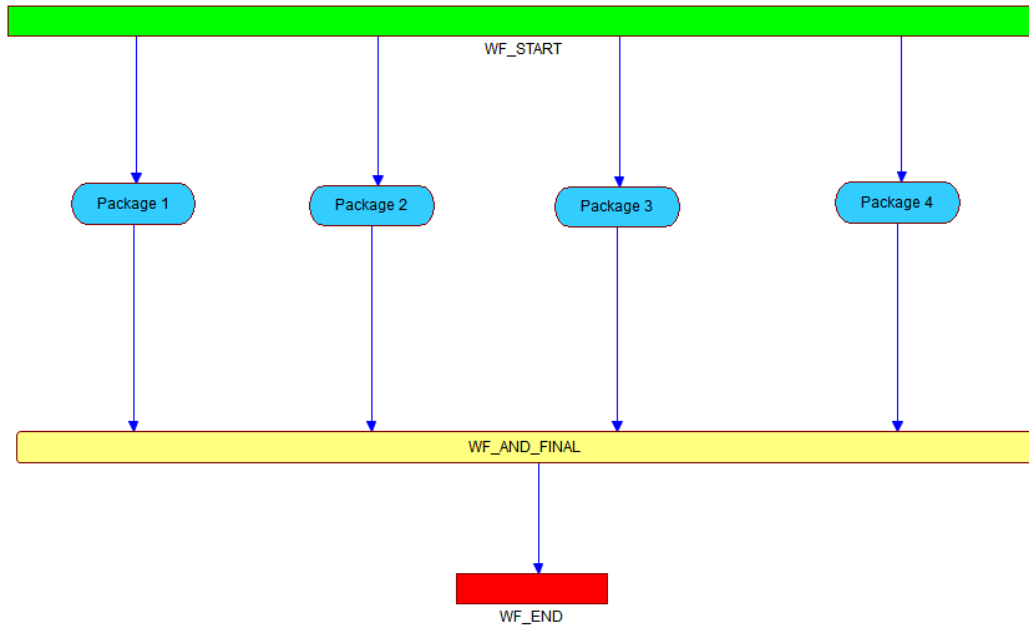 WF_START
Package 1
Package 2
Package 3
Package 4
WF_AND_FINAL
WF_END